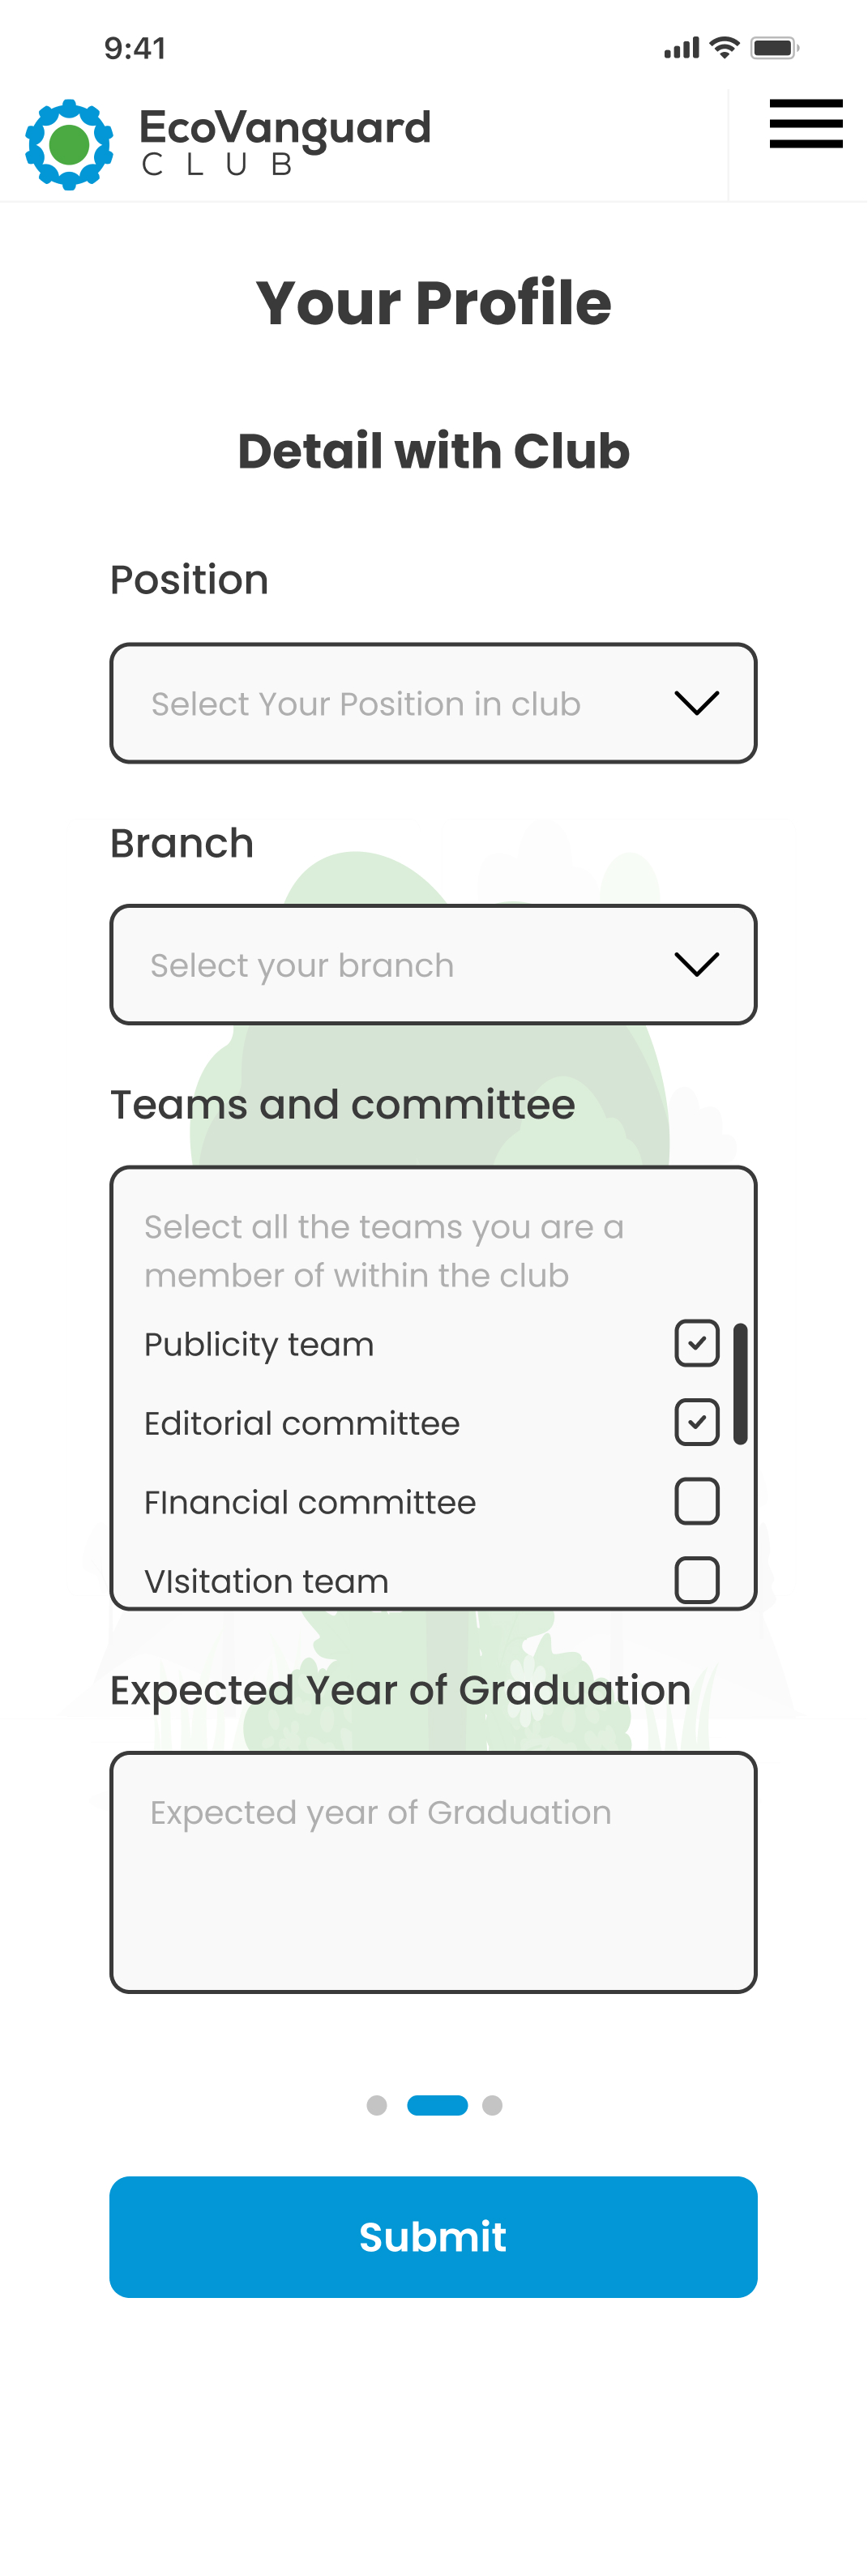 9:41
EcoVanguard
CLUB
Your Profile
Detail with Club
Position
Select Your Position in club
Branch
Select your branch
Teams and committee
Select all the teams you are a
member of within the club
Publicity team
Editorial committee
FInancial committee
VIsitation team
Expected Year of Graduation
Expected year of Graduation
Submit